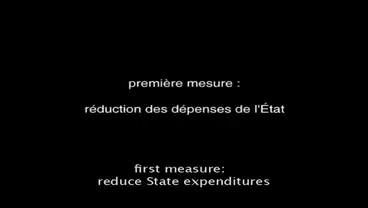 première mesure :
réduction des dépenses de l'État
first measure:
reduce State expenditures